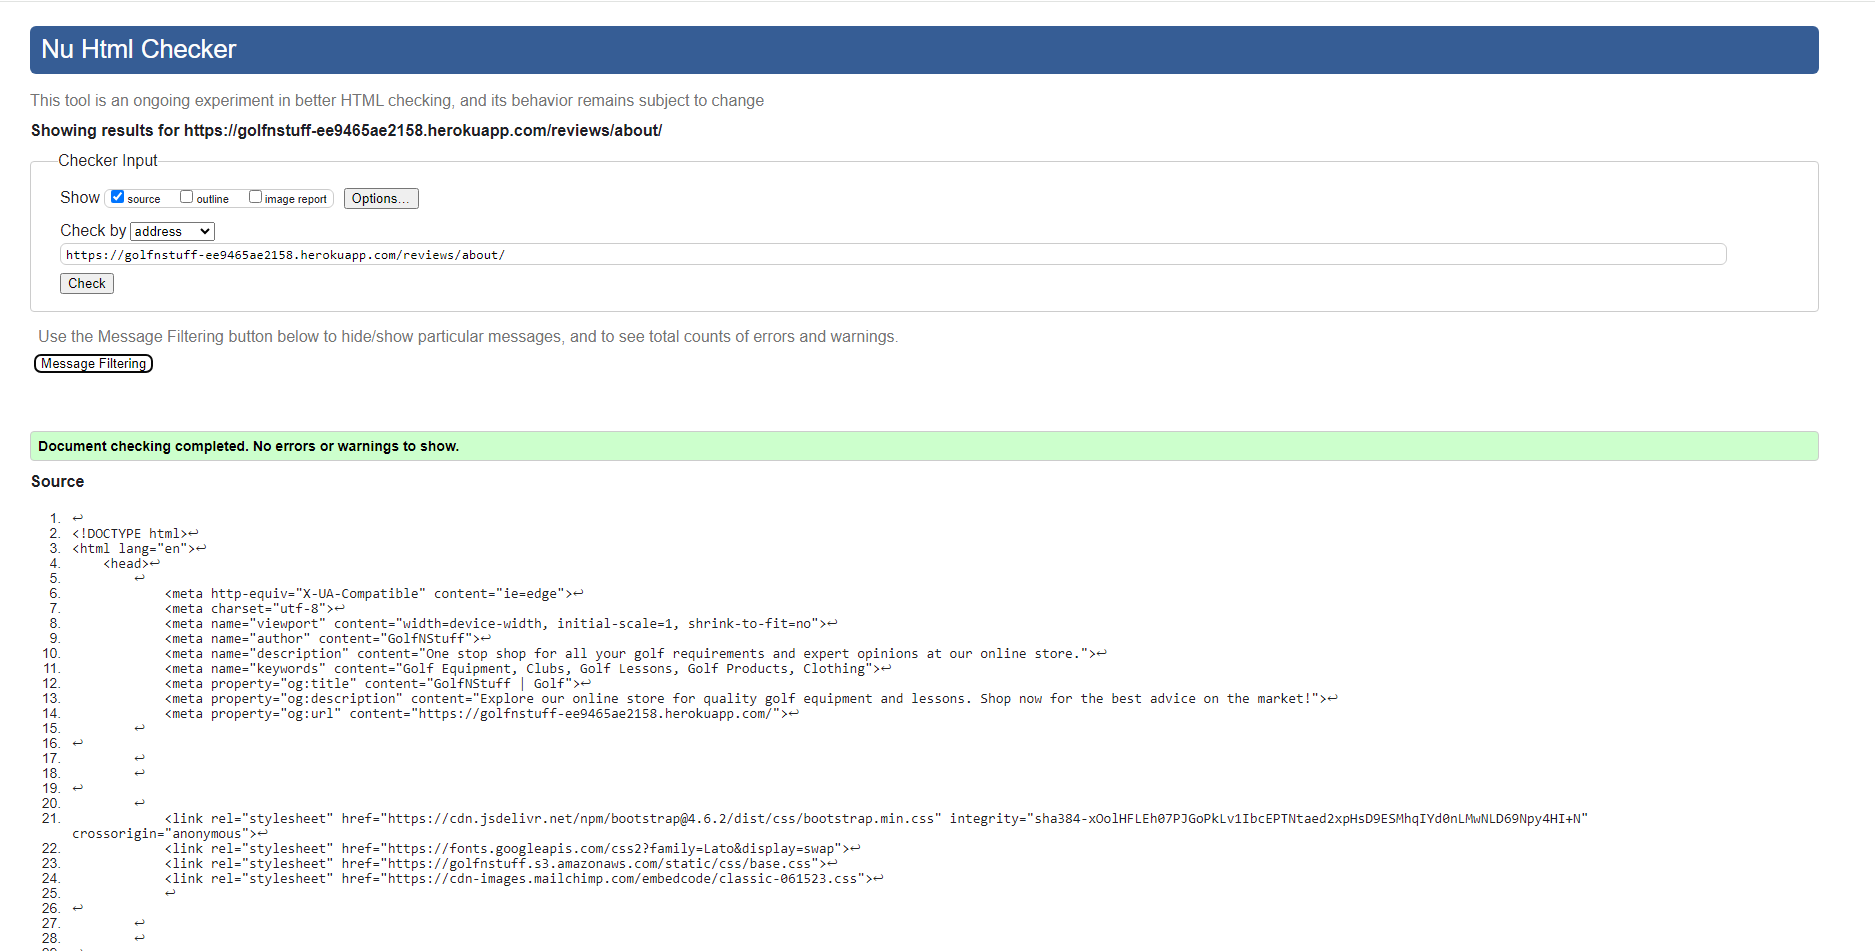 Nu Html Checker
This tool is an ongoing experiment in better HTML checking, and its behavior remains subject to change
Showing results for https://golfnstuff-ee9465ae2158.herokuapp.com/reviews/about/
Checker Input
Show source outline image report Options...
Check by address
https://golfnstuff-ee9465ae2158.herokuapp.com/reviews/about/
Check
Use the Message Filtering button below to hide/show particular messages, and to see total counts of errors and warnings.
Message Filtering
Document checking completed. No errors or warnings to show.
Source
1. ↩
2. <!DOCTYPE html>↩
3. <html lang="en">↩
4. <head>↩
5. ↩
6. <meta http-equiv="X-UA-Compatible" content="ie=edge">↩
7. <meta charset="utf-8">↩
8. <meta name="viewport" content="width=device-width, initial-scale=1, shrink-to-fit=no">↩
9. <meta name="author" content="GolfNStuff">↩
10. <meta name="description" content="One stop shop for all your golf requirements and expert opinions at our online store.">↩
11. <meta name="keywords" content="Golf Equipment, Clubs, Golf Lessons, Golf Products, Clothing">↩
12. <meta property="og:title" content="GolfNStuff | Golf">↩
13. <meta property="og:description" content="Explore our online store for quality golf equipment and lessons. Shop now for the best advice on the market!">↩
14. <meta property="og:url" content="https://golfnstuff-ee9465ae2158.herokuapp.com/">↩
15. ↩
16. ↩
17. ↩
18. ↩
19. ↩
20. ↩
21. <link rel="stylesheet" href="https://cdn.jsdelivr.net/npm/bootstrap@4.6.2/dist/css/bootstrap.min.css" integrity="sha384-xOolHFLEh07PJGoPkLv1IbcEPTNtaed2xpHsD9ESMhqIYd0nLMwNLD69Npy4HI+N"
crossorigin="anonymous">↩
22. <link rel="stylesheet" href="https://fonts.googleapis.com/css2?family=Lato&display=swap">↩
23. <link rel="stylesheet" href="https://golfnstuff.s3.amazonaws.com/static/css/base.css">↩
24. <link rel="stylesheet" href="https://cdn-images.mailchimp.com/embedcode/classic-061523.css">↩
25. ↩
26. ↩
27. ↩
28. ↩